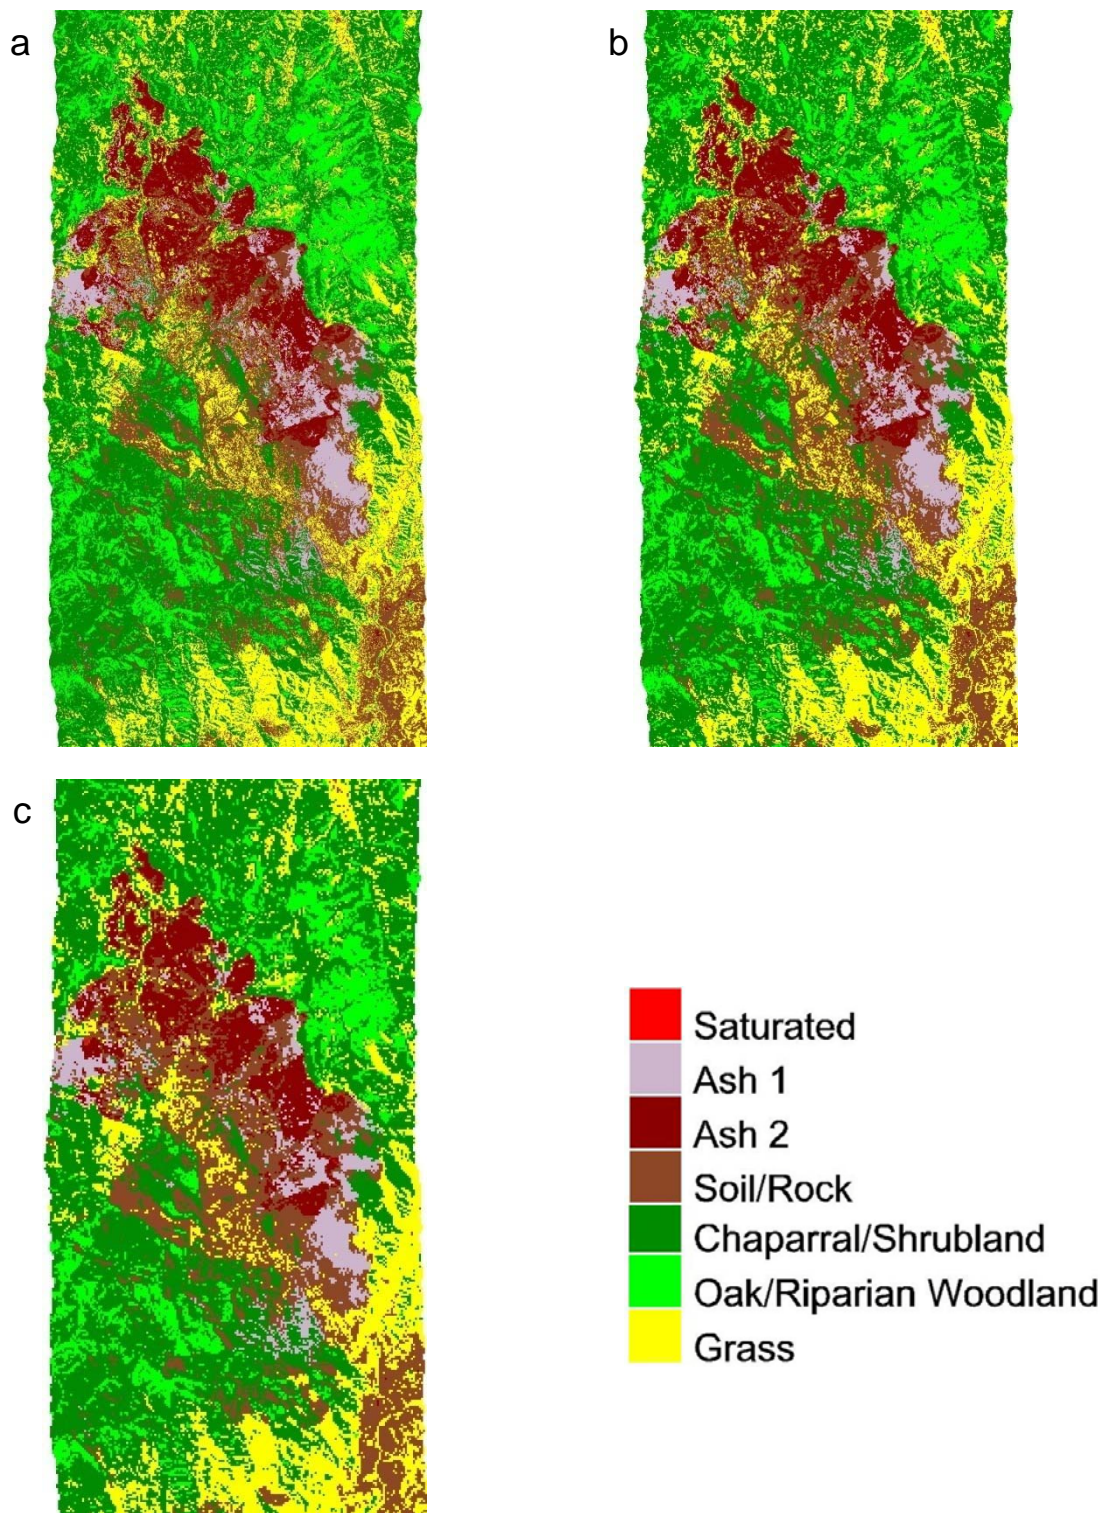 a
b
c
Saturated
Ash 1
Ash 2
Soil/Rock
Chaparral/Shrubland
Oak/Riparian Woodland
Grass